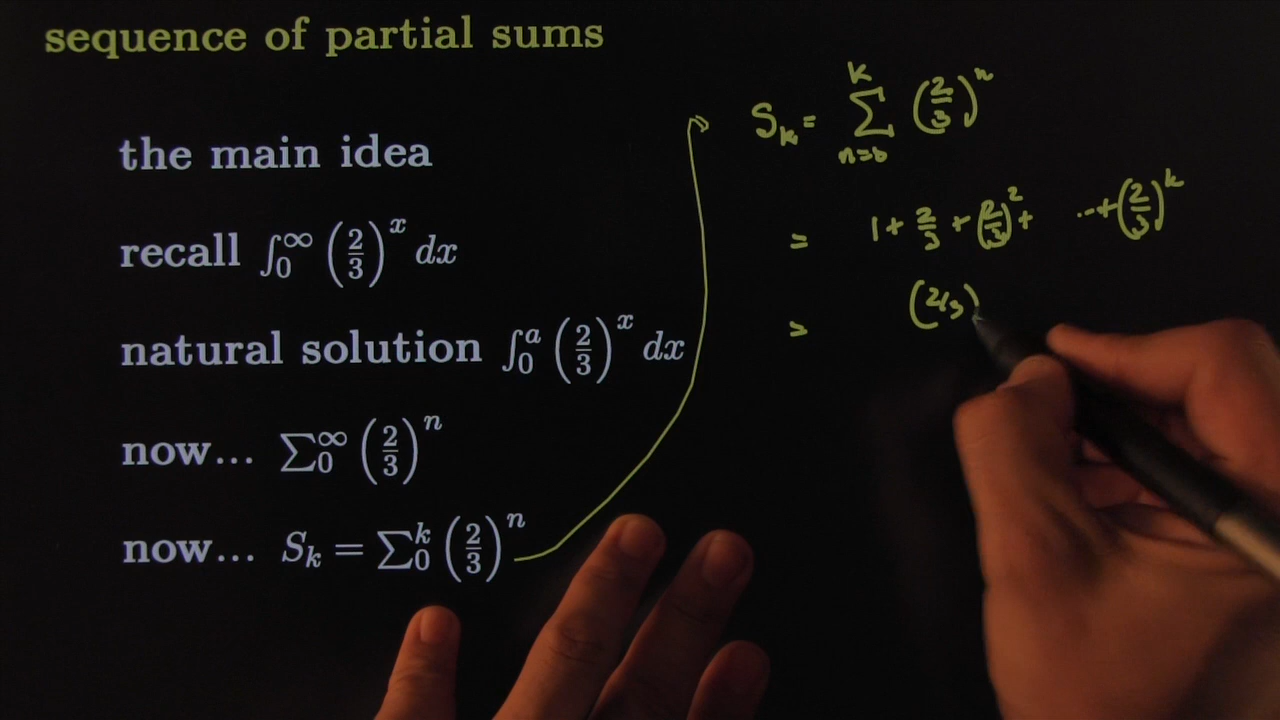 sequence of partial sums
the main idea
recall ∫₀^∞ (2/3)^x dx
natural solution ∫₀^a (2/3)^x dx
now... ∑₀^∞ (2/3)^n
now... S_k = ∑₀^k (2/3)^n
S_k = ∑_{n=0}^k (2/3)^n
= 1 + 2/3 + (2/3)^2 + ... + (2/3)^k
= (2/3)